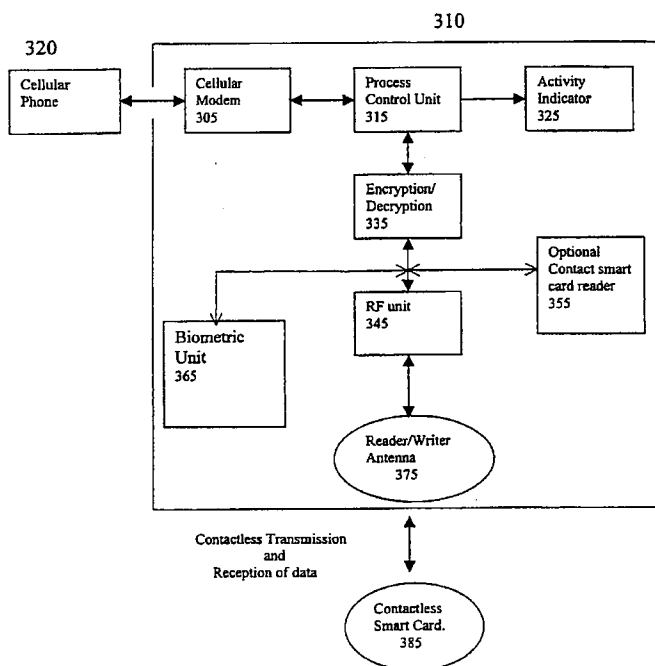 310
320
Cellular
Phone
Cellular
Modem
305
Process
Control Unit
315
Activity
Indicator
325
Encryption/
Decryption
335
Optional
Contact smart
card reader
355
RF unit
345
Biometric
Unit
365
Reader/Writer
Antenna
375
Contactless Transmission
and
Reception of data
Contactless
Smart Card.
385